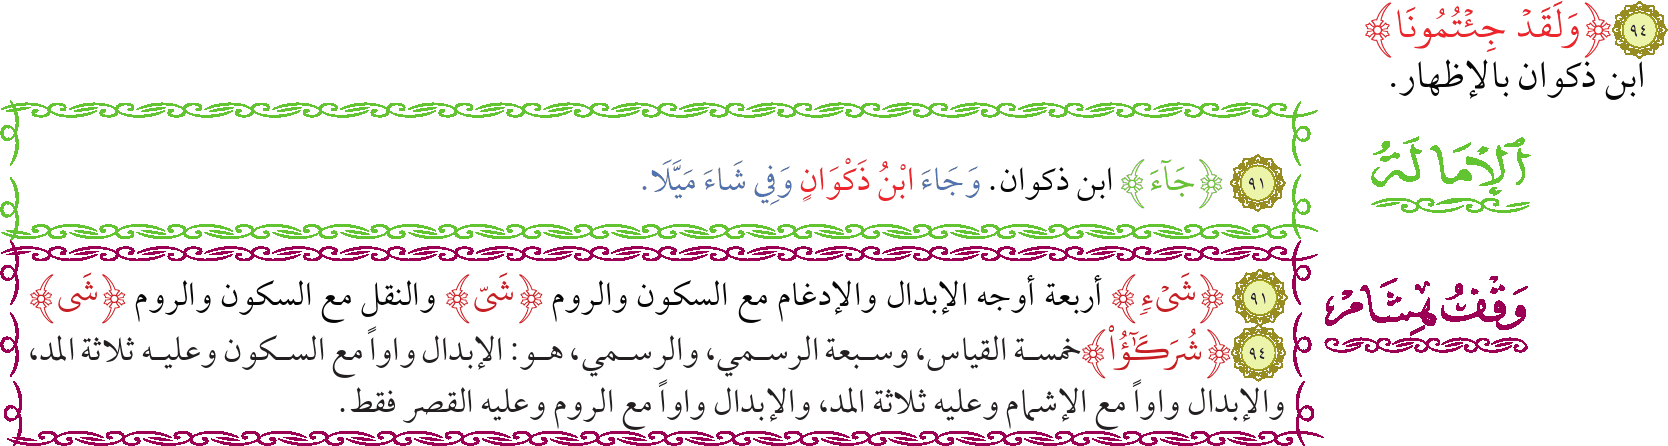 ٩٤ ﴿وَلَقَدۡ جِئۡتُمُونَا﴾
ابن ذكوان بالإظهار.
ٱلْإِمَالَةُ
٩١ ﴿جَآءَ﴾ ابن ذكوان. وَجَاءَ ابْنُ ذَكْوَانٍ وَفِي شَاءَ مَيَّلَا.
وَقْفُ هِشَامْ
٩١ ﴿شَيۡءٖ﴾ أربعة أوجه الإبدال والإدغام مع السكون والروم ﴿شَىّ﴾ والنقل مع السكون والروم ﴿شَى﴾
٩٤ ﴿شُرَكَـٰٓؤُاْ﴾ خمسة القياس، وسبعة الرسمي، والرسمي، هو: الإبدال واواً مع السكون وعليه ثلاثة المد،
والإبدال واواً مع الإشمام وعليه ثلاثة المد، والإبدال واواً مع الروم وعليه القصر فقط.